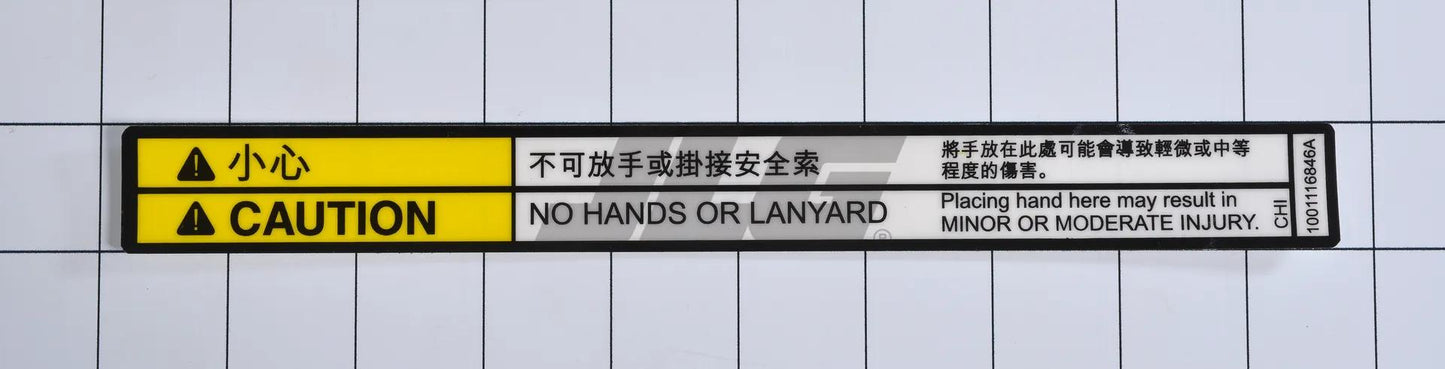 小心
不可放手或掛接安全索
將手放在此處可能會導致輕微或中等
程度的傷害。
CAUTION
NO HANDS OR LANYARD
Placing hand here may result in
MINOR OR MODERATE INJURY.
CHI
1001116846A
JLG®